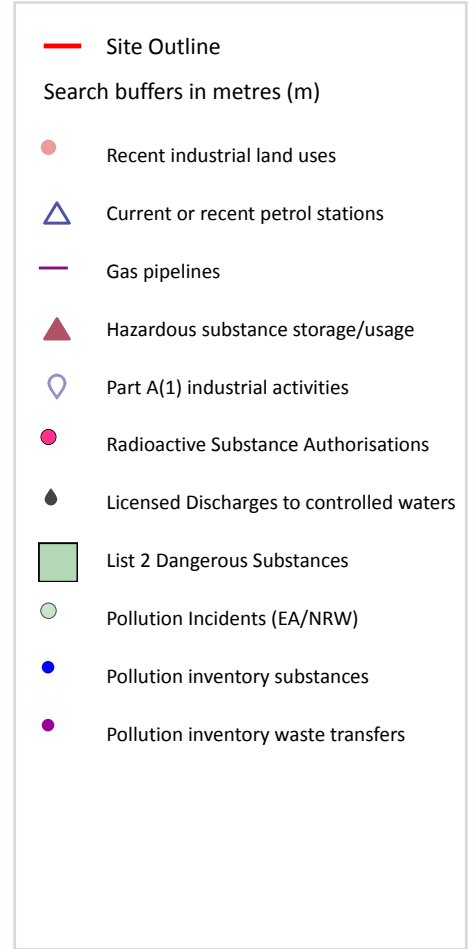 Site Outline
Search buffers in metres (m)
Recent industrial land uses
Current or recent petrol stations
Gas pipelines
Hazardous substance storage/usage
Part A(1) industrial activities
Radioactive Substance Authorisations
Licensed Discharges to controlled waters
List 2 Dangerous Substances
Pollution Incidents (EA/NRW)
Pollution inventory substances
Pollution inventory waste transfers